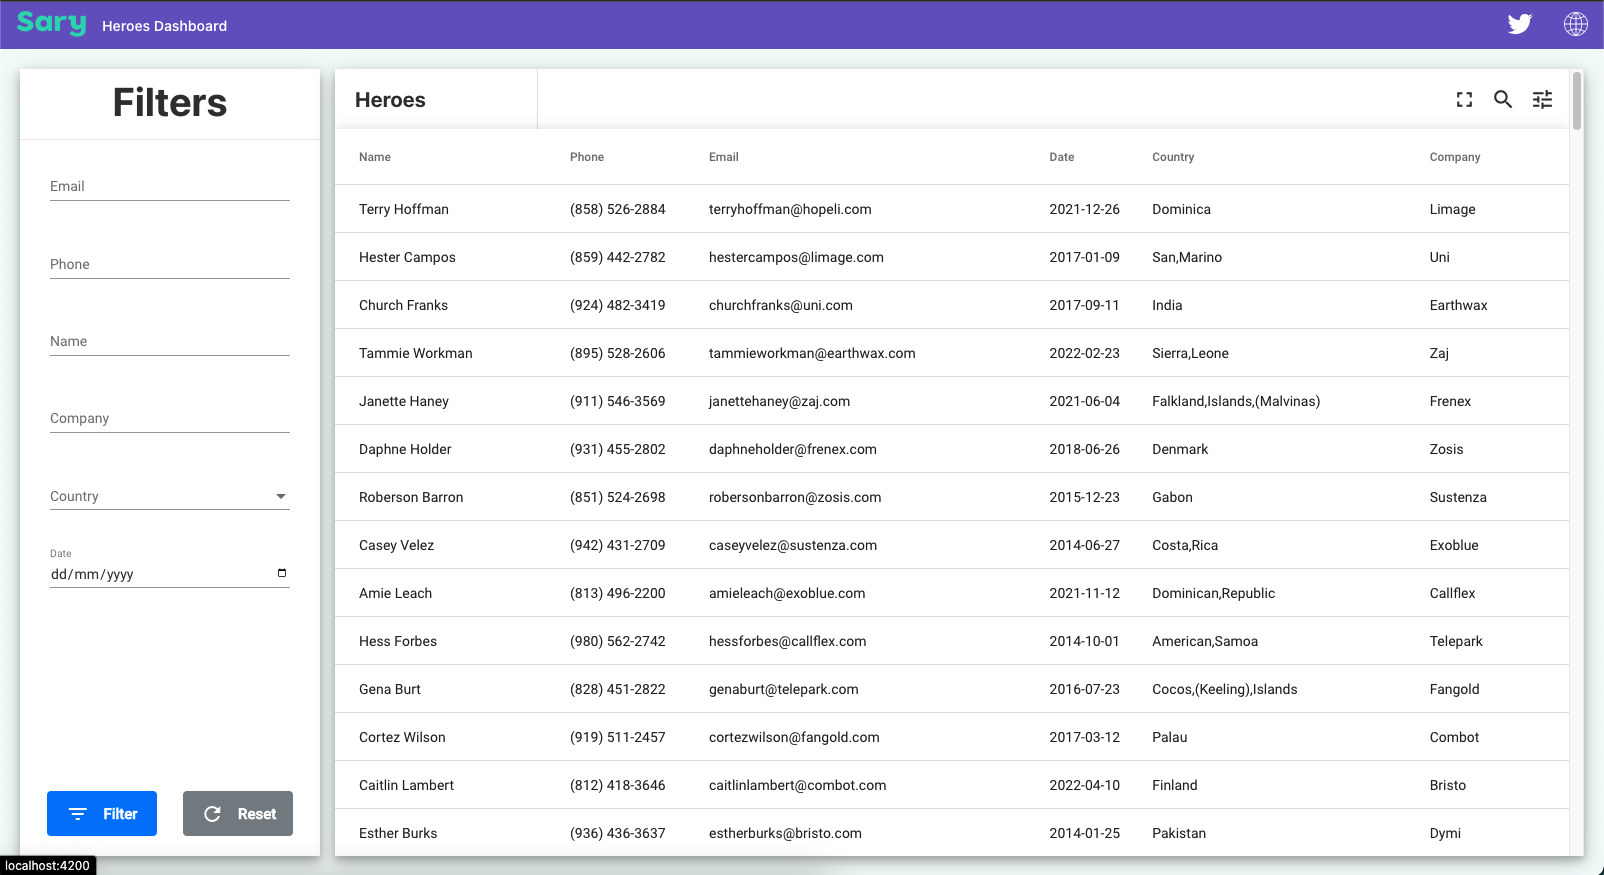 Sary Heroes Dashboard
Filters
Email
Phone
Name
Company
Country
Date
dd/mm/yyyy
Filter Reset
Heroes
Name Phone Email Date Country Company
Terry Hoffman (858) 526-2884 terryhoffman@hopeli.com 2021-12-26 Dominica Limage
Hester Campos (859) 442-2782 hestercampos@limage.com 2017-01-09 San,Marino Uni
Church Franks (924) 482-3419 churchfranks@uni.com 2017-09-11 India Earthwax
Tammie Workman (895) 528-2606 tammieworkman@earthwax.com 2022-02-23 Sierra,Leone Zaj
Janette Haney (911) 546-3569 janettehaney@zaj.com 2021-06-04 Falkland,Islands,(Malvinas) Frenex
Daphne Holder (931) 455-2802 daphneholder@frenex.com 2018-06-26 Denmark Zosis
Roberson Barron (851) 524-2698 robersonbarron@zosis.com 2015-12-23 Gabon Sustenza
Casey Velez (942) 431-2709 caseyvelez@sustenza.com 2014-06-27 Costa,Rica Exoblue
Amie Leach (813) 496-2200 amieleach@exoblue.com 2021-11-12 Dominican,Republic Callflex
Hess Forbes (980) 562-2742 hessforbes@callflex.com 2014-10-01 American,Samoa Telepark
Gena Burt (828) 451-2822 genaburt@telepark.com 2016-07-23 Cocos,(Keeling),Islands Fangold
Cortez Wilson (919) 511-2457 cortezwilson@fangold.com 2017-03-12 Palau Combot
Caitlin Lambert (812) 418-3646 caitlinlambert@combot.com 2022-04-10 Finland Bristo
Esther Burks (936) 436-3637 estherburks@bristo.com 2014-01-25 Pakistan Dymi
localhost:4200